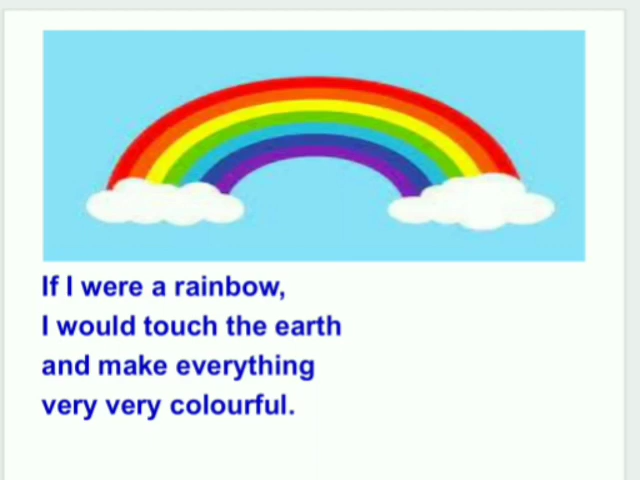 If I were a rainbow,
I would touch the earth
and make everything
very very colourful.